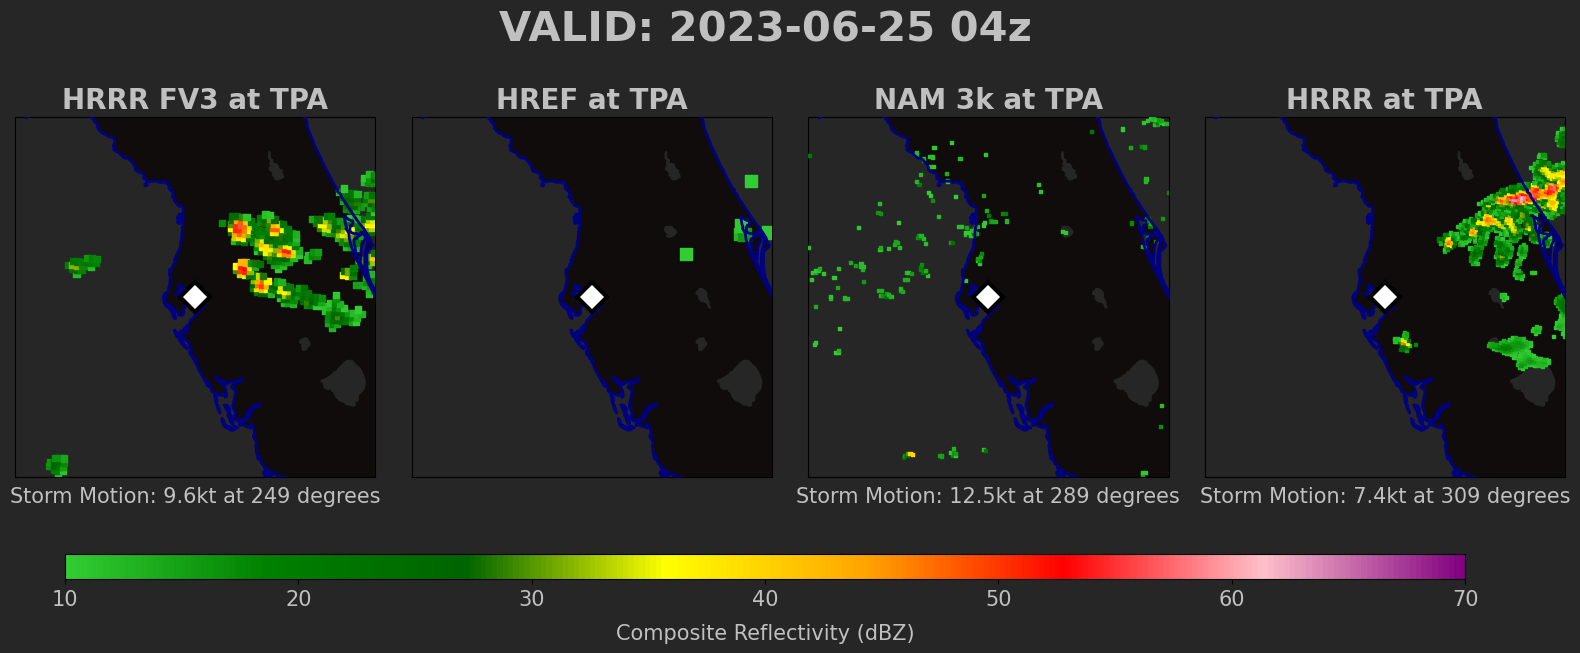 VALID: 2023-06-25 04z
HRRR FV3 at TPA
HREF at TPA
NAM 3k at TPA
HRRR at TPA
Storm Motion: 9.6kt at 249 degrees
Storm Motion: 12.5kt at 289 degrees
Storm Motion: 7.4kt at 309 degrees
10 20 30 40 50 60 70
Composite Reflectivity (dBZ)